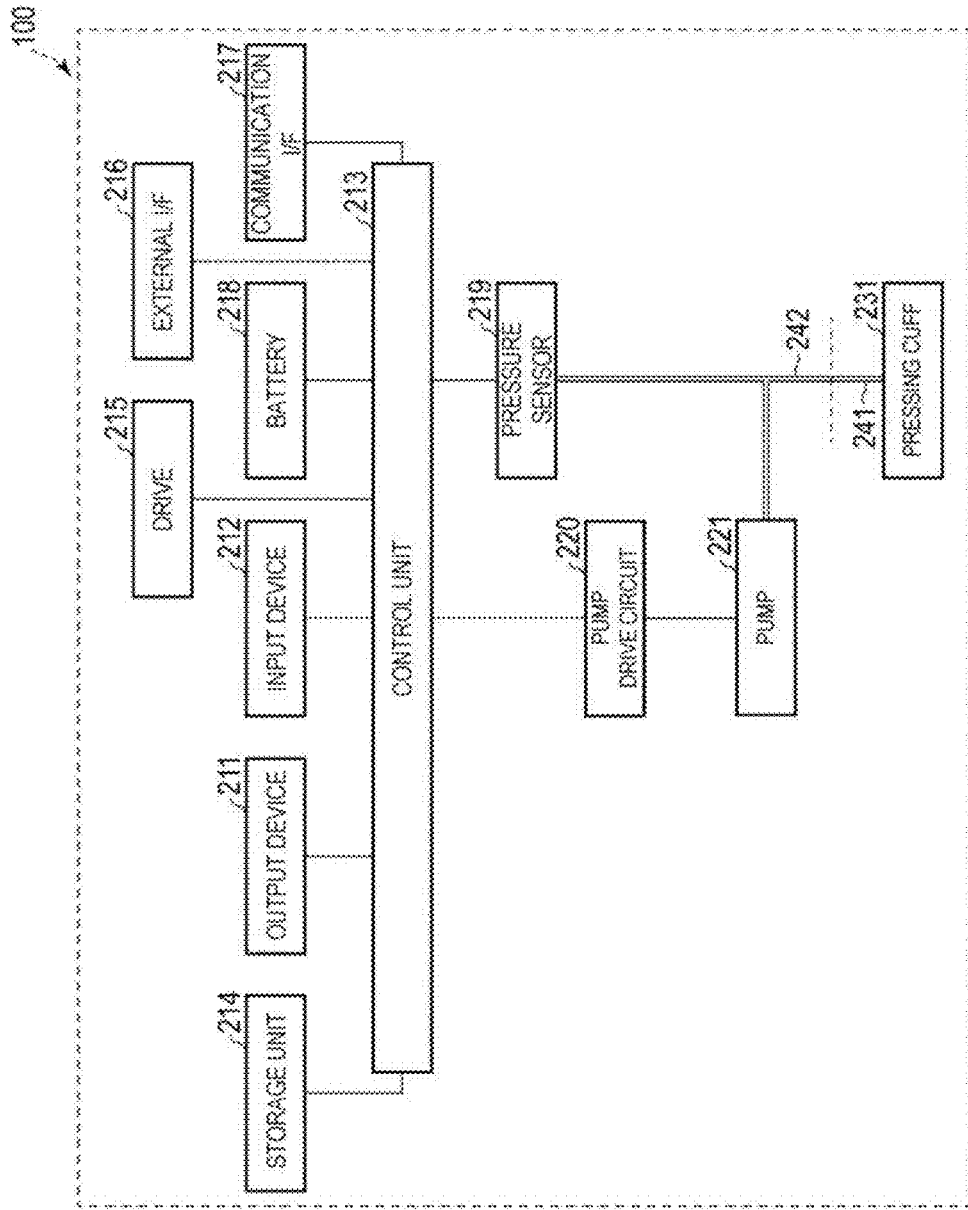 100
EXTERNAL I/F
216
DRIVE
215
COMMUNICATION
I/F
217
BATTERY
218
INPUT DEVICE
212
OUTPUT DEVICE
211
STORAGE UNIT
214
CONTROL UNIT
213
PRESSURE
SENSOR
219
PUMP
DRIVE CIRCUIT
220
PUMP
221
242
241
PRESSING CUFF
231